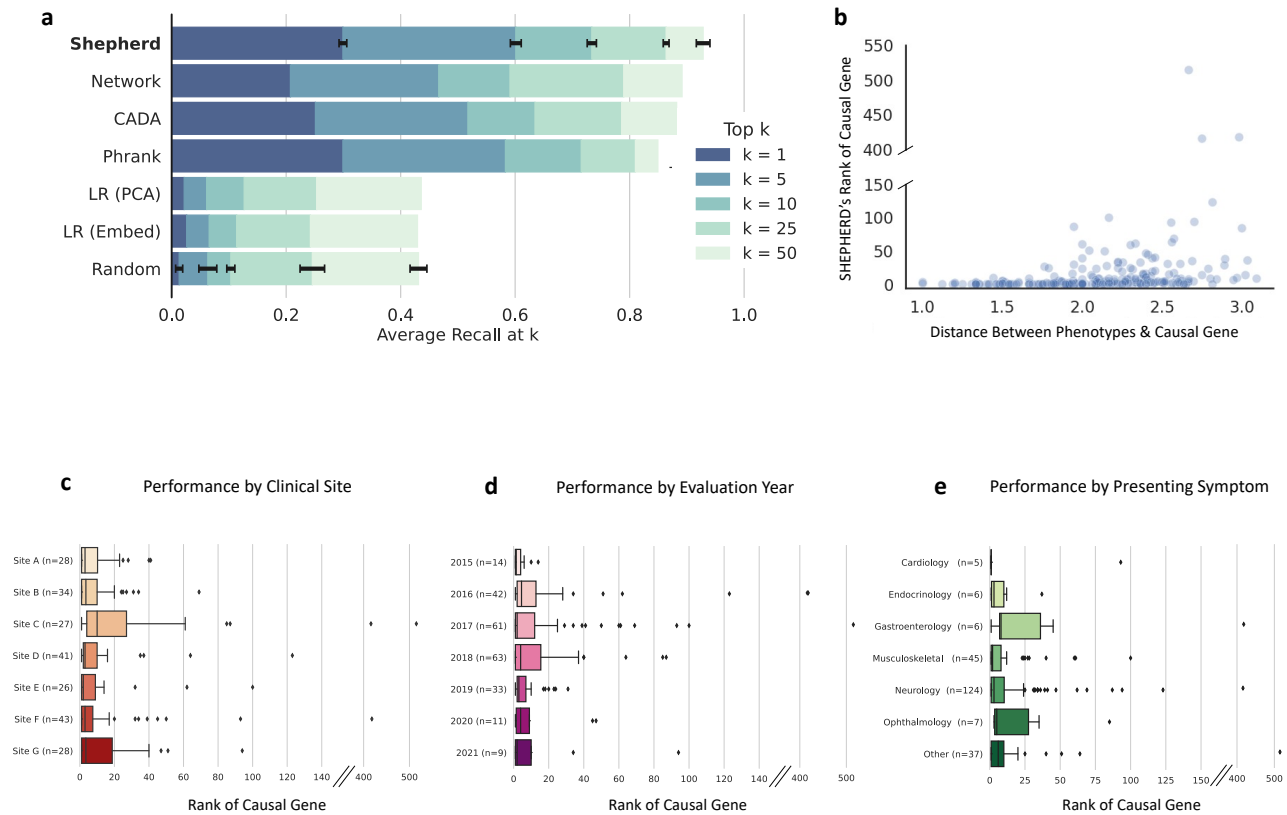 a
Shepherd
Network
CADA
Phrank
LR (PCA)
LR (Embed)
Random
0.0 0.2 0.4 0.6 0.8 1.0
Average Recall at k
Top k
k = 1
k = 5
k = 10
k = 25
k = 50
b
SHEPHERD's Rank of Causal Gene
550
500
450
400
150
100
50
0
1.0 1.5 2.0 2.5 3.0
Distance Between Phenotypes & Causal Gene
c Performance by Clinical Site
Site A (n=28)
Site B (n=34)
Site C (n=27)
Site D (n=41)
Site E (n=26)
Site F (n=43)
Site G (n=28)
0 20 40 60 80 100 120 140 // 400 500
Rank of Causal Gene
d Performance by Evaluation Year
2015 (n=14)
2016 (n=42)
2017 (n=61)
2018 (n=63)
2019 (n=33)
2020 (n=11)
2021 (n=9)
0 20 40 60 80 100 120 140 // 400 500
Rank of Causal Gene
e Performance by Presenting Symptom
Cardiology (n=5)
Endocrinology (n=6)
Gastroenterology (n=6)
Musculoskeletal (n=45)
Neurology (n=124)
Ophthalmology (n=7)
Other (n=37)
0 25 50 75 100 125 150 // 400 500
Rank of Causal Gene